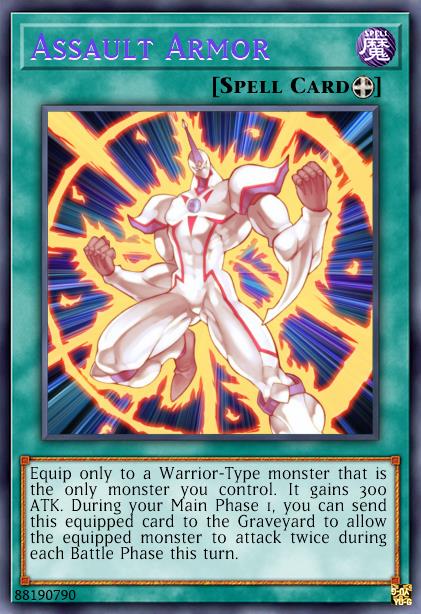 Assault Armor
SPELL
魔
[Spell Card]
Equip only to a Warrior-Type monster that is
the only monster you control. It gains 300
ATK. During your Main Phase 1, you can send
this equipped card to the Graveyard to allow
the equipped monster to attack twice during
each Battle Phase this turn.
88190790